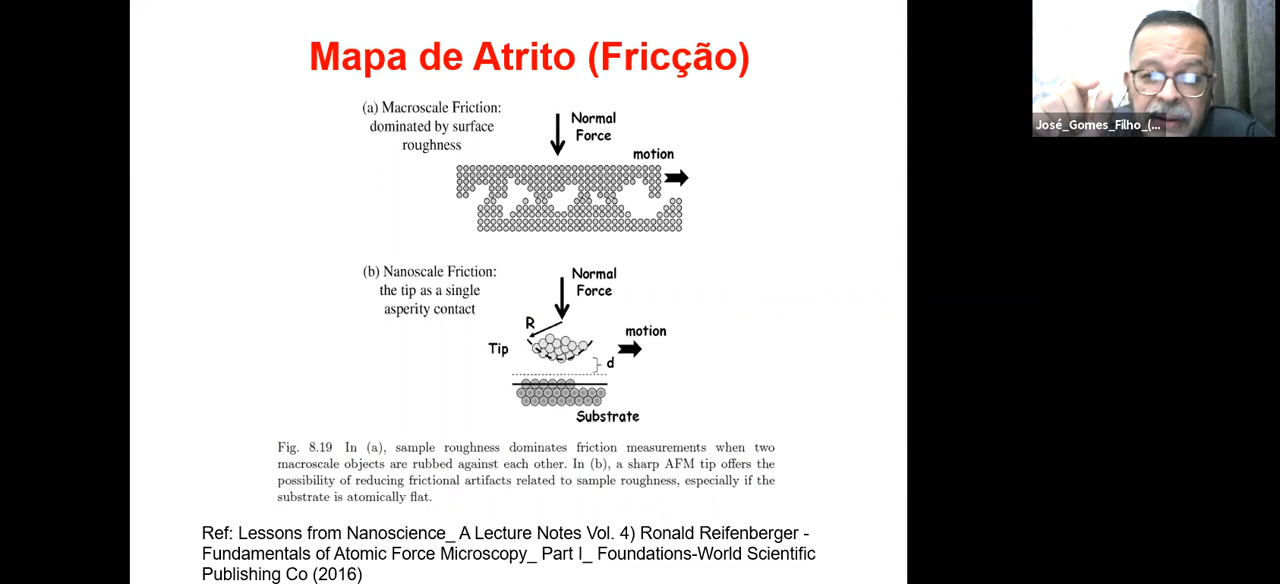 Mapa de Atrito (Fricção)
(a) Macroscale Friction:
dominated by surface
roughness
Normal
Force
motion
(b) Nanoscale Friction:
the tip as a single
asperity contact
Normal
Force
R
motion
Tip
d
Substrate
Fig. 8.19 In (a), sample roughness dominates friction measurements when two
macroscale objects are rubbed against each other. In (b), a sharp AFM tip offers the
possibility of reducing frictional artifacts related to sample roughness, especially if the
substrate is atomically flat.
Ref: Lessons from Nanoscience_ A Lecture Notes Vol. 4) Ronald Reifenberger -
Fundamentals of Atomic Force Microscopy_ Part I_ Foundations-World Scientific
Publishing Co (2016)
José_Gomes_Filho_(...